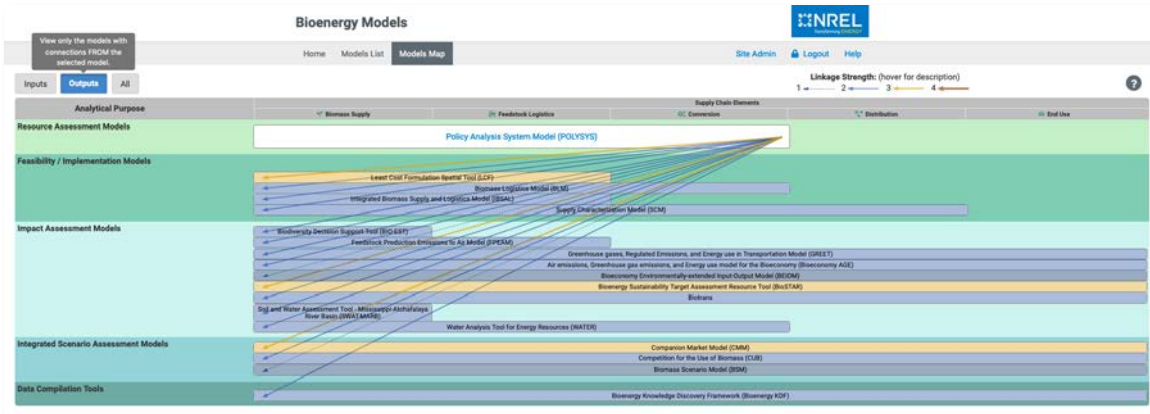 Bioenergy Models
NREL
Transforming ENERGY
View only the models with
connections FROM the
selected model.
Home Models List Models Map
Site Admin Logout Help
Inputs Outputs All
Linkage Strength: (hover for description)
1 2 3 4
?
Analytical Purpose
Supply Chain Elements
Biomass Supply Feedstock Logistics Conversion Distribution End Use
Resource Assessment Models
Policy Analysis System Model (POLYSYS)
Feasibility / Implementation Models
Least Cost Formulation Spatial Tool (LCF)
Biomass Logistics Model (BLM)
Integrated Biomass Supply and Logistics Model (IBSAL)
Supply Characterization Model (SCM)
Impact Assessment Models
Biodiversity Decision Support Tool (BIO-EST)
Feedstock Production Emissions to Air Model (FPEAM)
Greenhouse gases, Regulated Emissions, and Energy use in Transportation Model (GREET)
Air emissions, Greenhouse gas emissions, and Energy use model for the Bioeconomy (Bioeconomy AGE)
Bioeconomy Environmentally-extended Input-Output Model (BEIOM)
Bioenergy Sustainability Target Assessment Resource Tool (BioSTAR)
Biotrans
Soil and Water Assessment Tool - Mississippi-Atchafalaya
River Basin (SWAT-MARB)
Water Analysis Tool for Energy Resources (WATER)
Integrated Scenario Assessment Models
Companion Market Model (CMM)
Competition for the Use of Biomass (CUB)
Biomass Scenario Model (BSM)
Data Compilation Tools
Bioenergy Knowledge Discovery Framework (Bioenergy KDF)